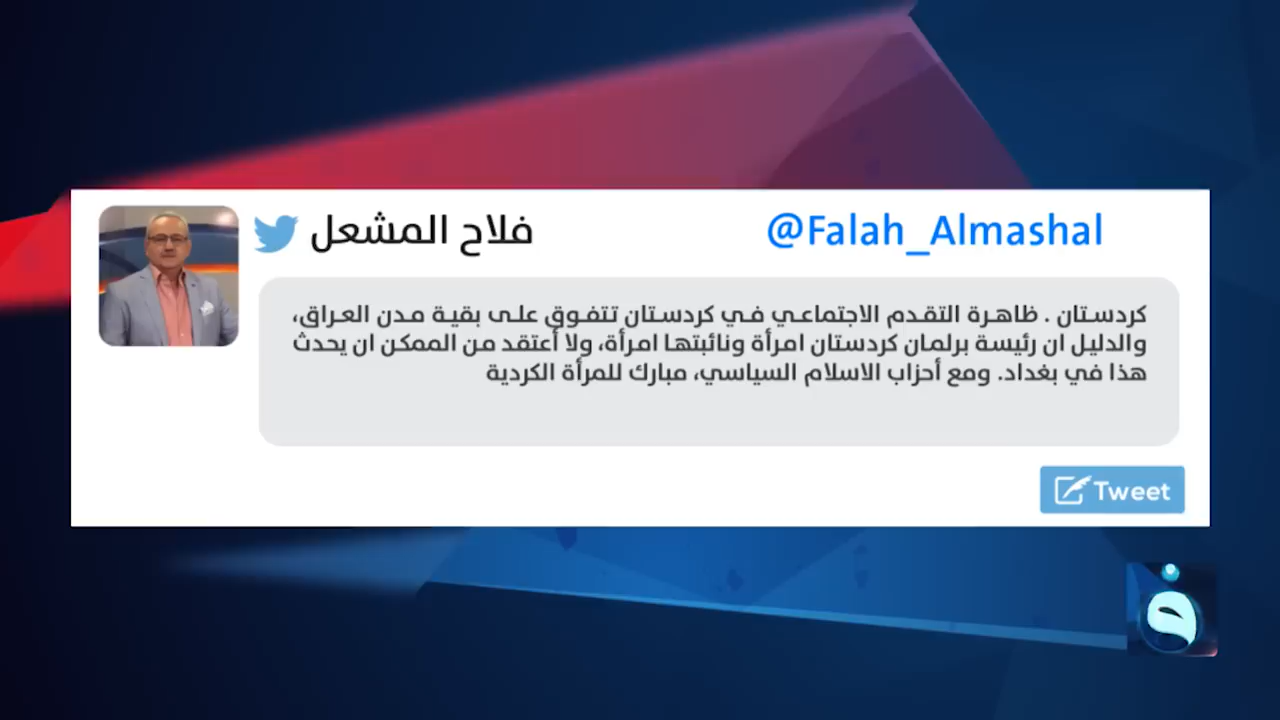 فلاح المشعل
@Falah_Almashal
كردستان . ظاهرة التقدم الاجتماعي في كردستان تتفوق على بقية مدن العراق،
والدليل ان رئيسة برلمان كردستان امرأة ونائبتها امرأة، ولا أعتقد من الممكن ان يحدث
هذا في بغداد. ومع أحزاب الاسلام السياسي، مبارك للمرأة الكردية
Tweet